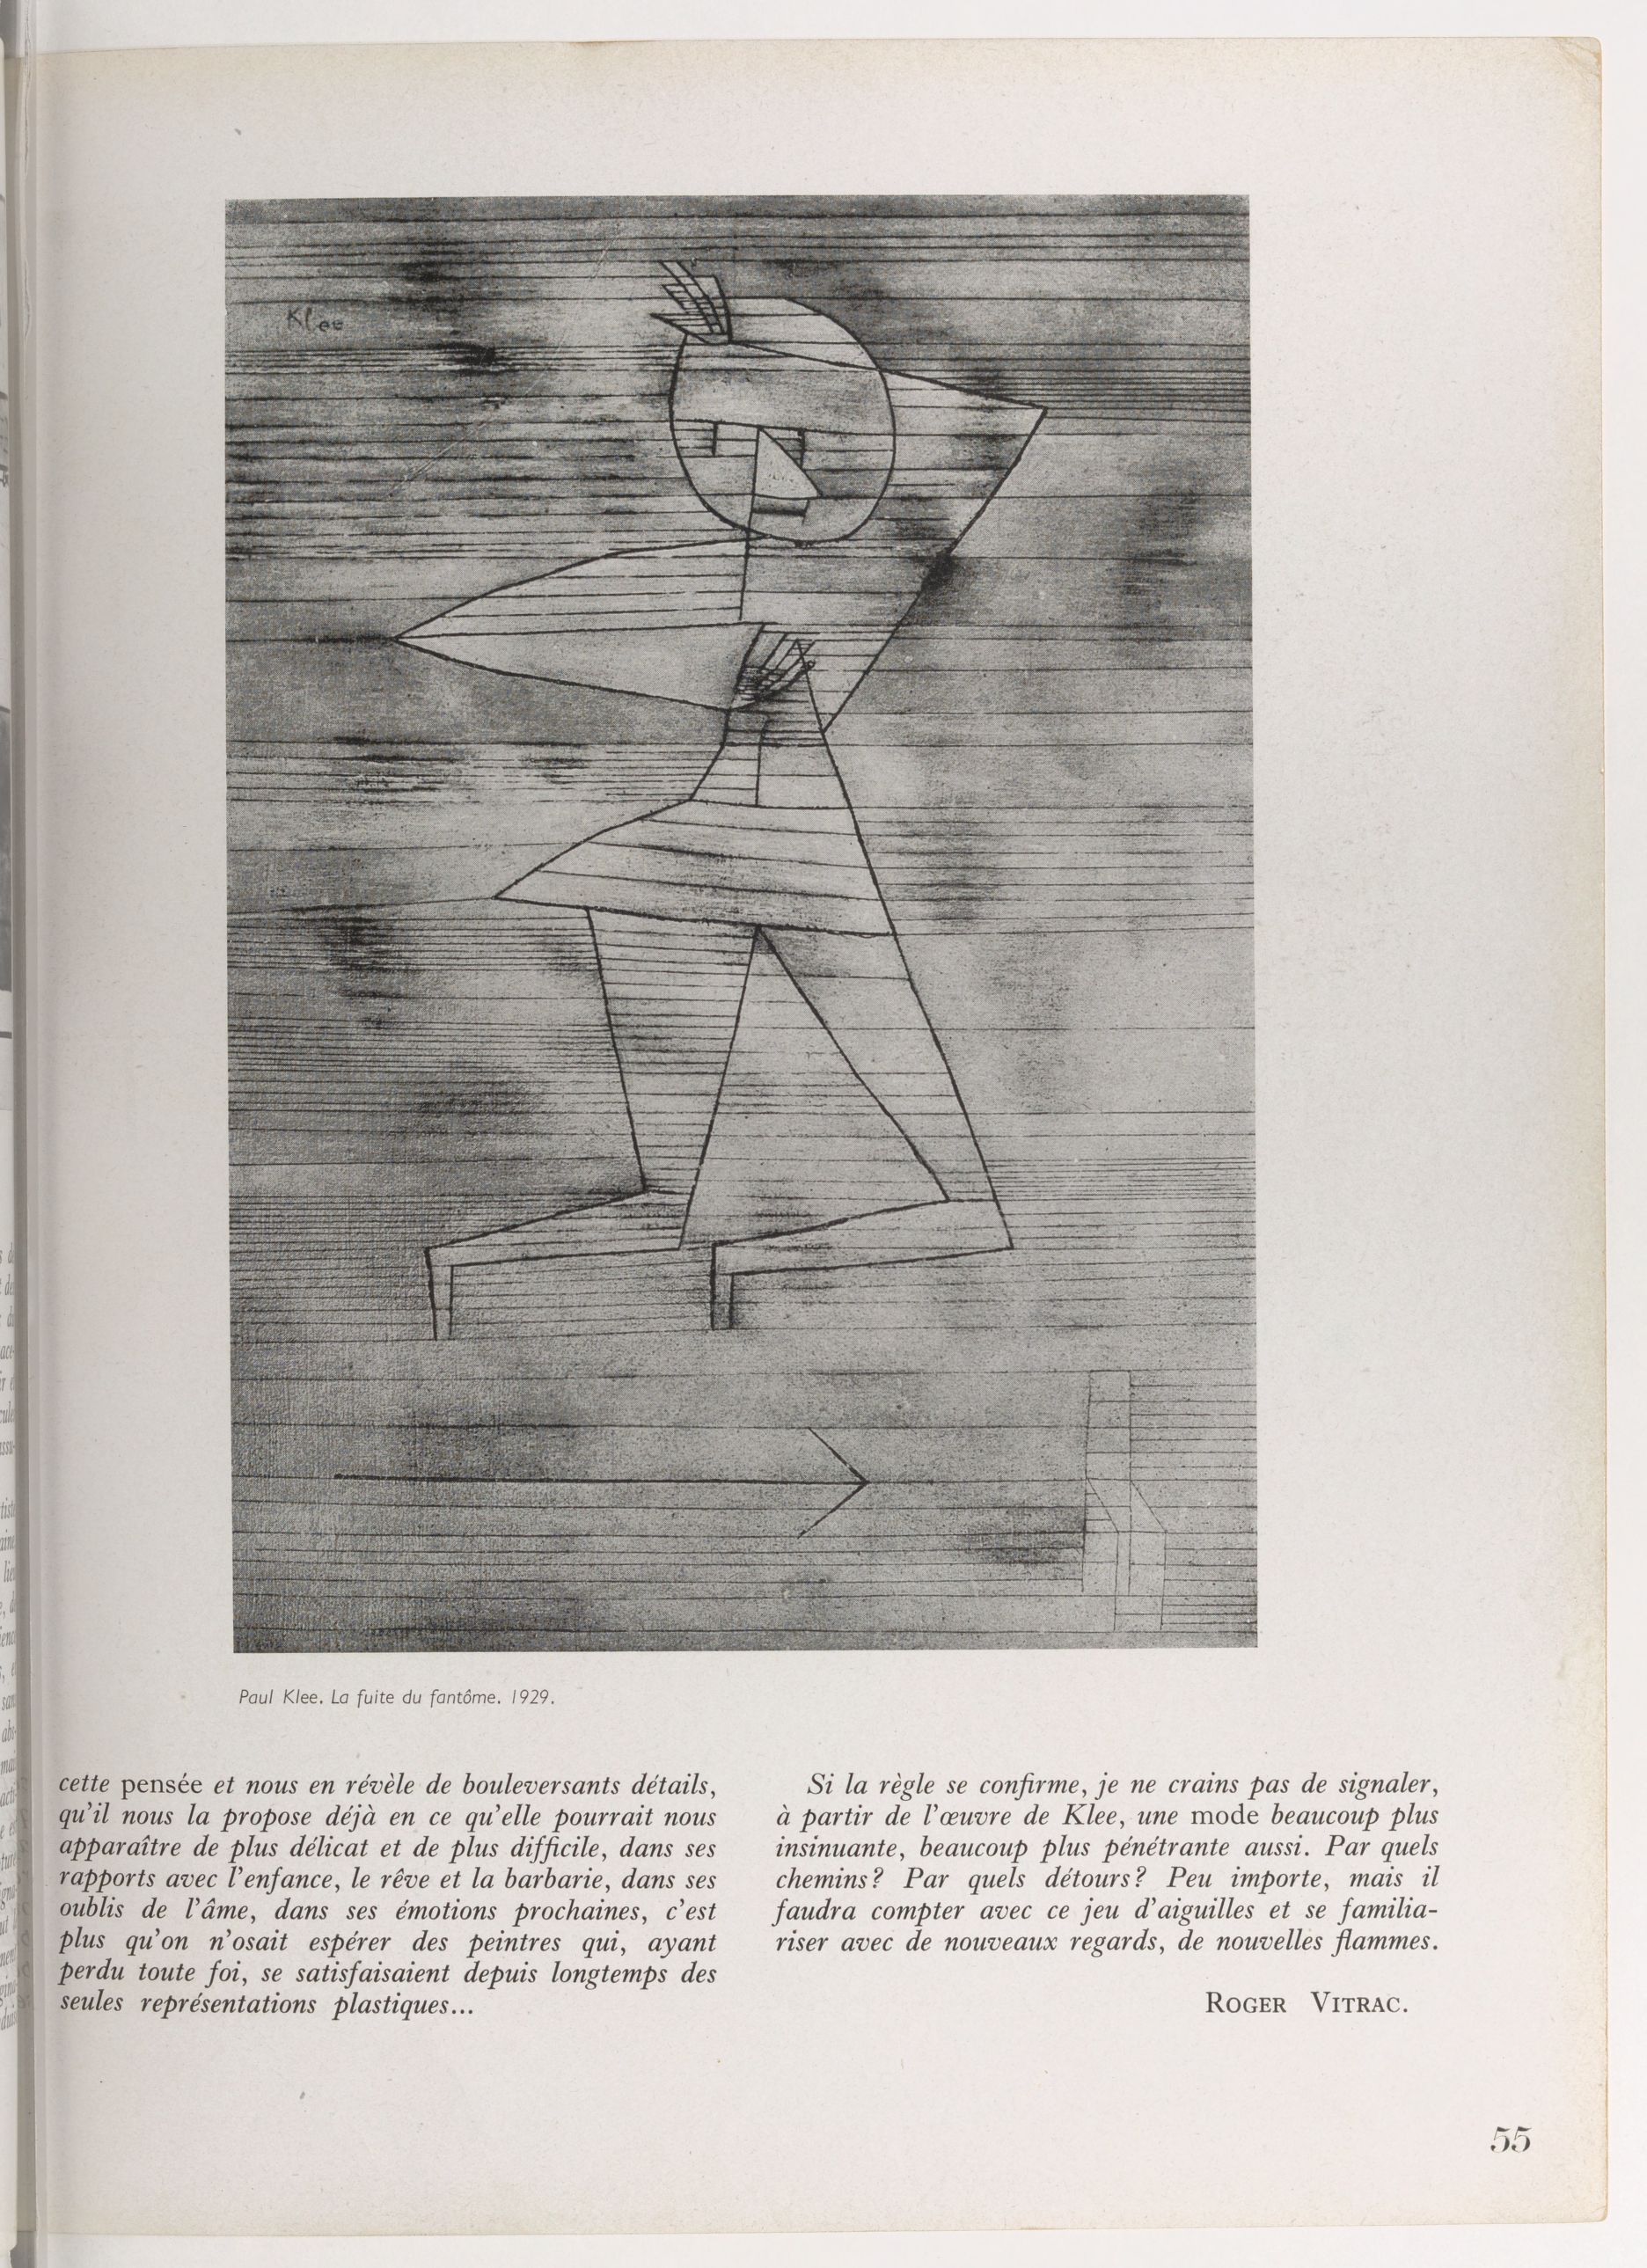 Klee
Paul Klee. La fuite du fantôme. 1929.
cette pensée et nous en révèle de bouleversants détails,
qu'il nous la propose déjà en ce qu'elle pourrait nous
apparaître de plus délicat et de plus difficile, dans ses
rapports avec l'enfance, le rêve et la barbarie, dans ses
oublis de l'âme, dans ses émotions prochaines, c'est
plus qu'on n'osait espérer des peintres qui, ayant
perdu toute foi, se satisfaisaient depuis longtemps des
seules représentations plastiques...
Si la règle se confirme, je ne crains pas de signaler,
à partir de l'œuvre de Klee, une mode beaucoup plus
insinuante, beaucoup plus pénétrante aussi. Par quels
chemins? Par quels détours? Peu importe, mais il
faudra compter avec ce jeu d'aiguilles et se familia-
riser avec de nouveaux regards, de nouvelles flammes.
ROGER VITRAC.
55